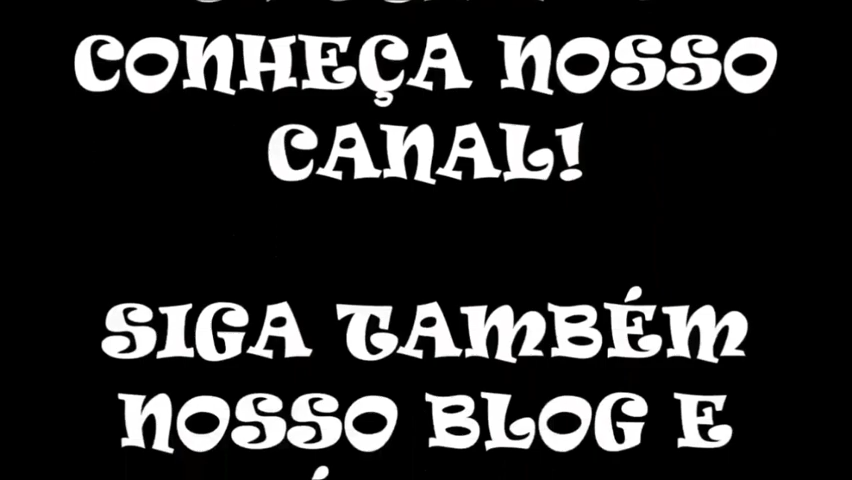 CONHEÇA NOSSO
CANAL!
SIGA TAMBÉM
NOSSO BLOG E